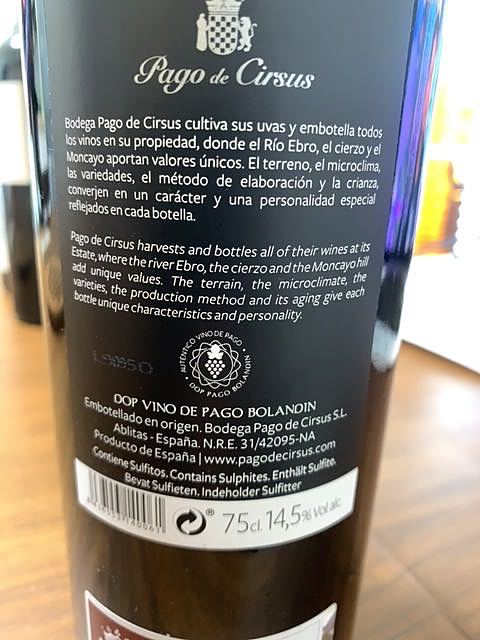 Pago de Cirsus
Bodega Pago de Cirsus cultiva sus uvas y embotella todos
los vinos en su propiedad, donde el Río Ebro, el cierzo y el
Moncayo aportan valores únicos. El terreno, el microclima,
las variedades, el método de elaboración y la crianza,
converjen en un carácter y una personalidad especial
reflejados en cada botella.
Pago de Cirsus harvests and bottles all of their wines at its
Estate, where the river Ebro, the cierzo and the Moncayo hill
add unique values. The terrain, the microclimate, the
varieties, the production method and its aging give each
bottle unique characteristics and personality.
AUTÉNTICO VINO DE PAGO
DOP PAGO BOLANDIN
DOP VINO DE PAGO BOLANDIN
Embotellado en origen. Bodega Pago de Cirsus S.L.
Ablitas - España. N.R.E. 31/42095-NA
Producto de España | www.pagodecirsus.com
Contiene Sulfitos. Contains Sulphites. Enthält Sulfite.
Bevat Sulfieten. Indeholder Sulfitter
75cl. 14,5% Vol alc